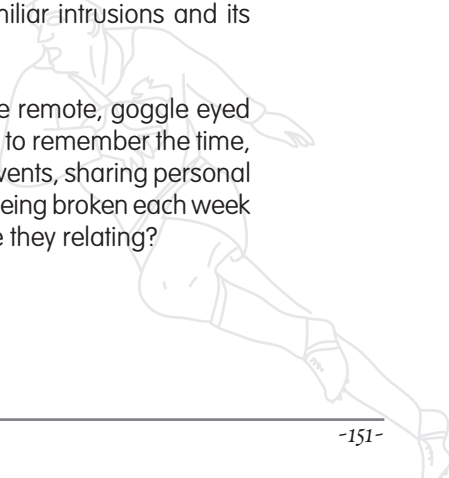 iliar intrusions and its
e remote, goggle eyed
to remember the time,
vents, sharing personal
eing broken each week
e they relating?
-151-